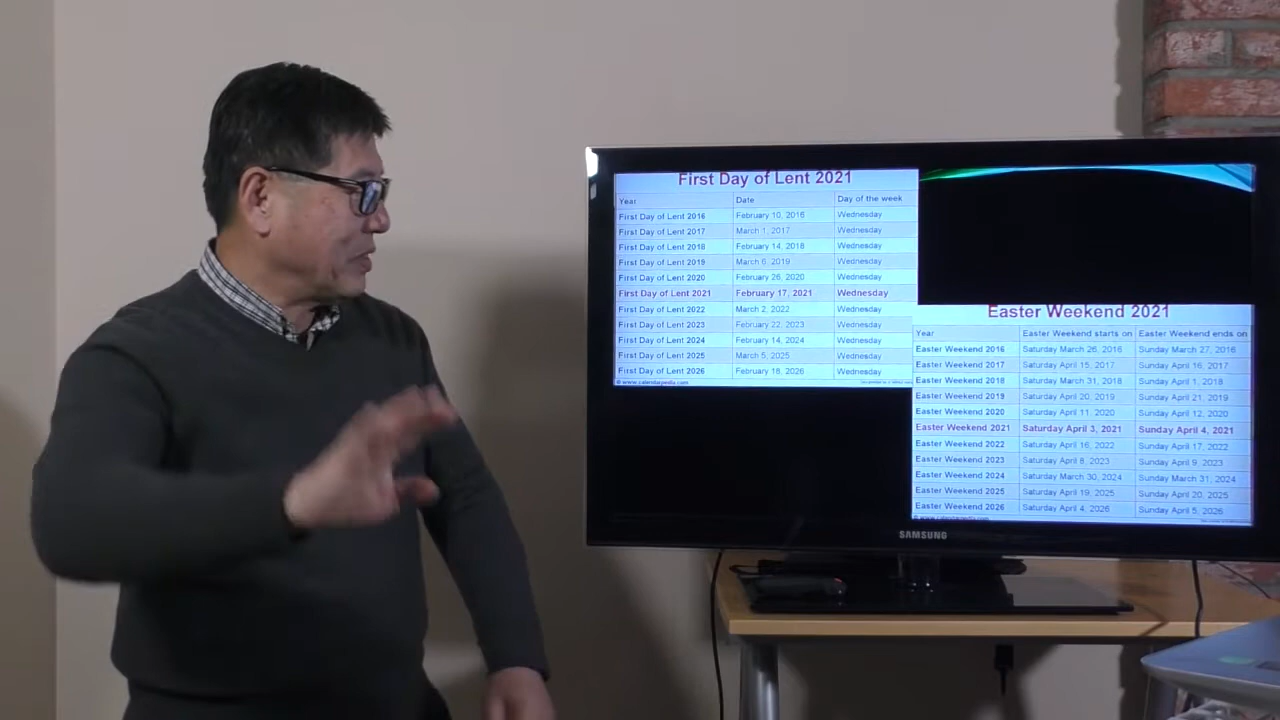 First Day of Lent 2021
Year Date Day of the week
First Day of Lent 2016 February 10, 2016 Wednesday
First Day of Lent 2017 March 1, 2017 Wednesday
First Day of Lent 2018 February 14, 2018 Wednesday
First Day of Lent 2019 March 6, 2019 Wednesday
First Day of Lent 2020 February 26, 2020 Wednesday
First Day of Lent 2021 February 17, 2021 Wednesday
First Day of Lent 2022 March 2, 2022 Wednesday
First Day of Lent 2023 February 22, 2023 Wednesday
First Day of Lent 2024 February 14, 2024 Wednesday
First Day of Lent 2025 March 5, 2025 Wednesday
First Day of Lent 2026 February 18, 2026 Wednesday
© www.calendarpedia.com
Easter Weekend 2021
Year Easter Weekend starts on Easter Weekend ends on
Easter Weekend 2016 Saturday March 26, 2016 Sunday March 27, 2016
Easter Weekend 2017 Saturday April 15, 2017 Sunday April 16, 2017
Easter Weekend 2018 Saturday March 31, 2018 Sunday April 1, 2018
Easter Weekend 2019 Saturday April 20, 2019 Sunday April 21, 2019
Easter Weekend 2020 Saturday April 11, 2020 Sunday April 12, 2020
Easter Weekend 2021 Saturday April 3, 2021 Sunday April 4, 2021
Easter Weekend 2022 Saturday April 16, 2022 Sunday April 17, 2022
Easter Weekend 2023 Saturday April 8, 2023 Sunday April 9, 2023
Easter Weekend 2024 Saturday March 30, 2024 Sunday March 31, 2024
Easter Weekend 2025 Saturday April 19, 2025 Sunday April 20, 2025
Easter Weekend 2026 Saturday April 4, 2026 Sunday April 5, 2026
SAMSUNG